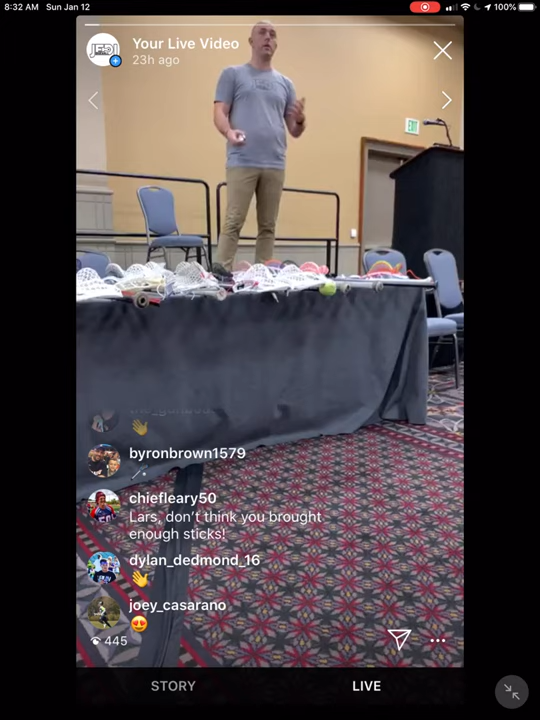 8:32 AM Sun Jan 12
100%
JEDI
Your Live Video
23h ago
byronbrown1579
chiefleary50
Lars, don't think you brought
enough sticks!
dylan_dedmond_16
joey_casarano
445
STORY LIVE